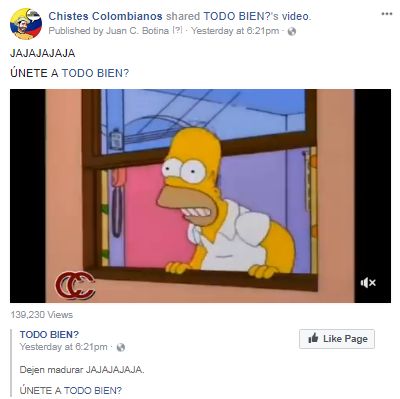 Chistes Colombianos shared TODO BIEN?'s video.
Published by Juan C. Botina [?] · Yesterday at 6:21pm ·
JAJAJAJAJA
ÚNETE A TODO BIEN?
CC
139,230 Views
TODO BIEN?
Yesterday at 6:21pm ·
Like Page
Dejen madurar JAJAJAJAJA.
ÚNETE A TODO BIEN?